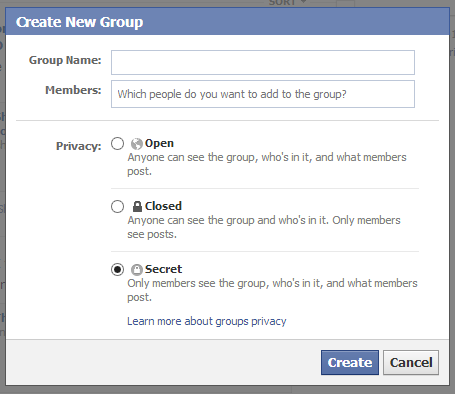 SORT
Create New Group
Group Name:
Members: Which people do you want to add to the group?
Privacy: Open
Anyone can see the group, who's in it, and what members
post.
Closed
Anyone can see the group and who's in it. Only members
see posts.
Secret
Only members see the group, who's in it, and what members
post.
Learn more about groups privacy
Create Cancel